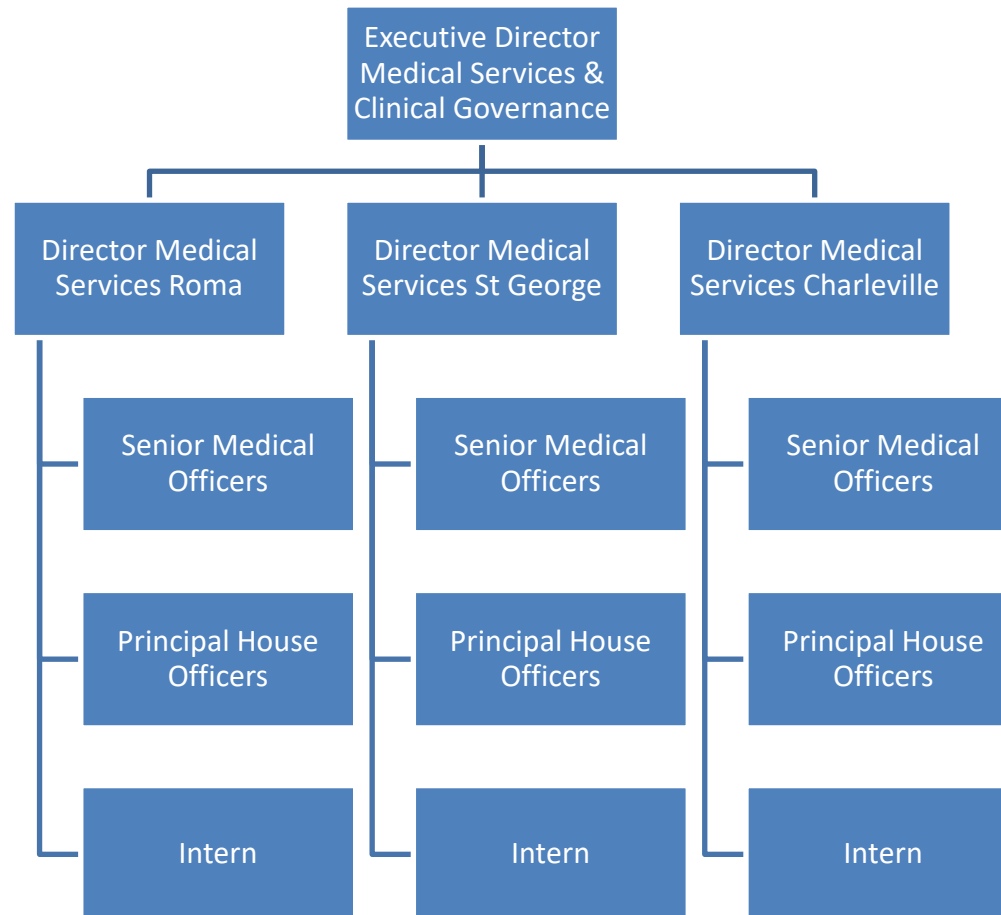 Executive Director
Medical Services &
Clinical Governance
Director Medical
Services Roma
Director Medical
Services St George
Director Medical
Services Charleville
Senior Medical
Officers
Senior Medical
Officers
Senior Medical
Officers
Principal House
Officers
Principal House
Officers
Principal House
Officers
Intern
Intern
Intern